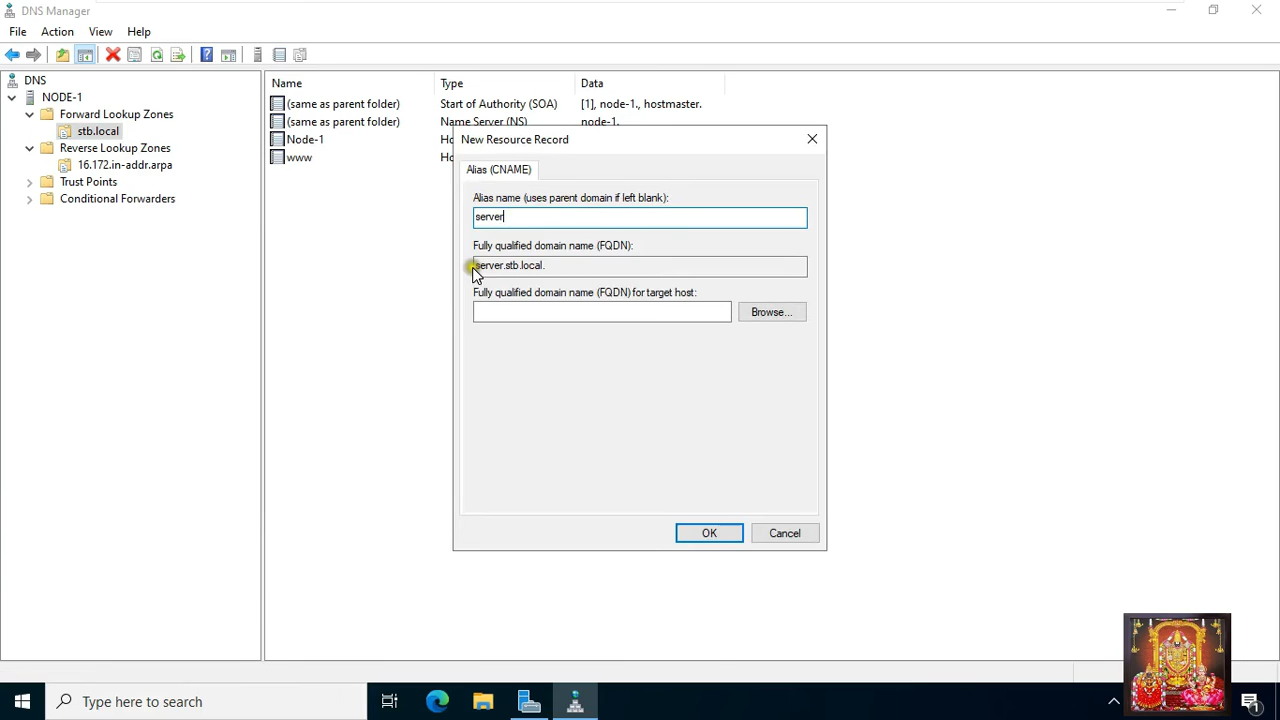 DNS Manager
File Action View Help
DNS
NODE-1
Forward Lookup Zones
stb.local
Reverse Lookup Zones
16.172.in-addr.arpa
Trust Points
Conditional Forwarders
Name Type Data
(same as parent folder) Start of Authority (SOA) [1], node-1., hostmaster.
(same as parent folder) Name Server (NS) node-1.
Node-1 Ho
www Ho
New Resource Record
Alias (CNAME)
Alias name (uses parent domain if left blank):
server
Fully qualified domain name (FQDN):
server.stb.local.
Fully qualified domain name (FQDN) for target host:
Browse...
OK Cancel
Type here to search
1